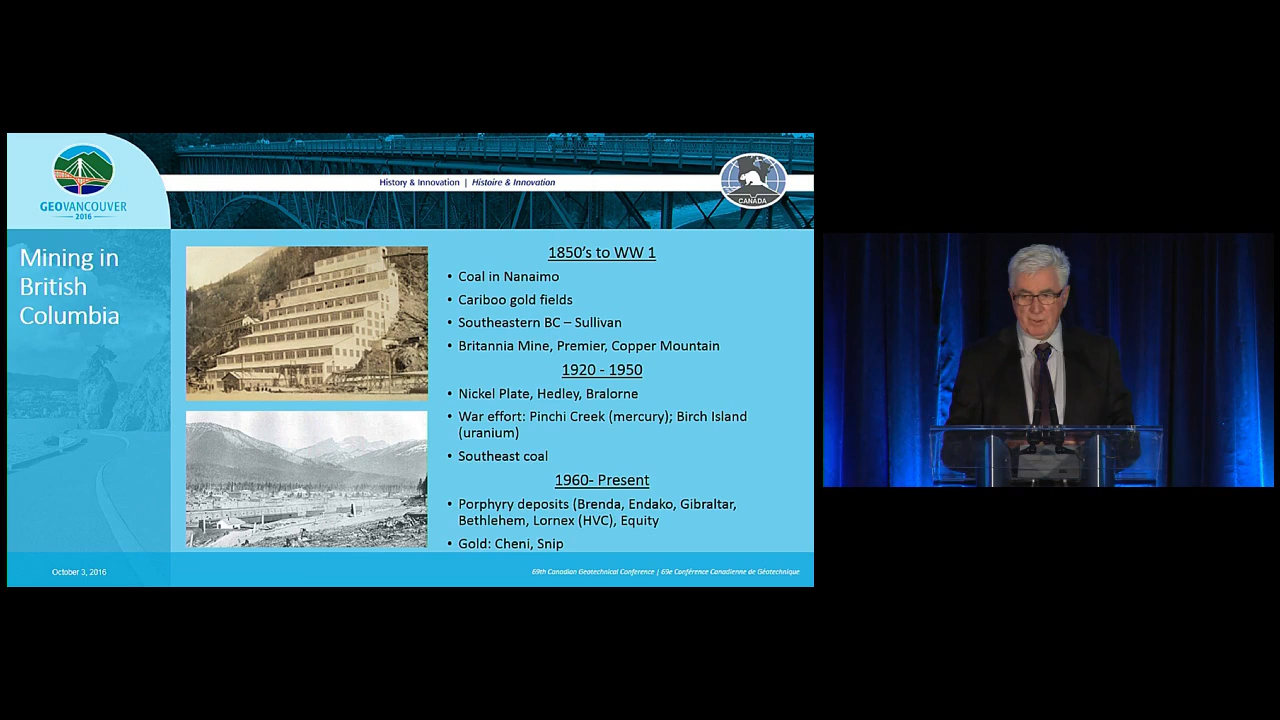 GEOVANCOUVER
2016
History & Innovation | Histoire & Innovation
CANADA
Mining in
British
Columbia
1850's to WW 1
• Coal in Nanaimo
• Cariboo gold fields
• Southeastern BC – Sullivan
• Britannia Mine, Premier, Copper Mountain
1920 - 1950
• Nickel Plate, Hedley, Bralorne
• War effort: Pinchi Creek (mercury); Birch Island
(uranium)
• Southeast coal
1960- Present
• Porphyry deposits (Brenda, Endako, Gibraltar,
Bethlehem, Lornex (HVC), Equity
• Gold: Cheni, Snip
October 3, 2016
69th Canadian Geotechnical Conference | 69e Conférence Canadienne de Géotechnique